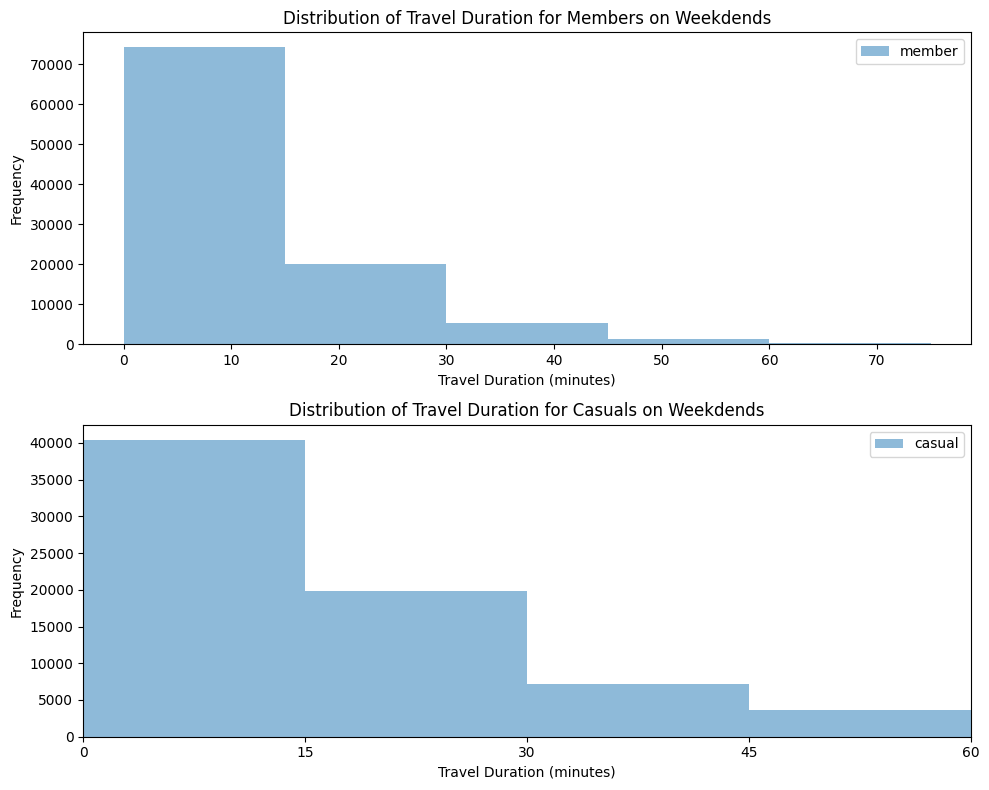 Distribution of Travel Duration for Members on Weekdends
member
70000
60000
50000
40000
30000
20000
10000
0
Frequency
0 10 20 30 40 50 60 70
Travel Duration (minutes)
Distribution of Travel Duration for Casuals on Weekdends
casual
40000
35000
30000
25000
20000
15000
10000
5000
0
Frequency
0 15 30 45 60
Travel Duration (minutes)